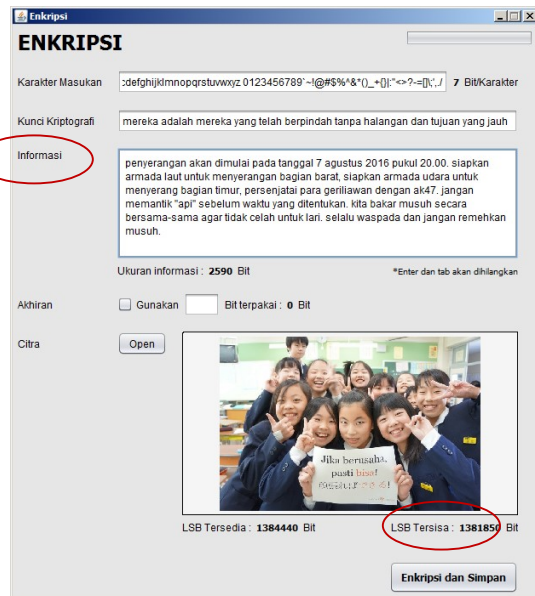 Enkripsi
ENKRIPSI
Karakter Masukan
:defghijklmnopqrstuvwxyz 0123456789`~!@#$%^&*()_+{}|:"<>?-=[]\;',./ 7 Bit/Karakter
Kunci Kriptografi
mereka adalah mereka yang telah berpindah tanpa halangan dan tujuan yang jauh
Informasi
penyerangan akan dimulai pada tanggal 7 agustus 2016 pukul 20.00. siapkan
armada laut untuk menyerangan bagian barat, siapkan armada udara untuk
menyerang bagian timur, persenjatai para geriliawan dengan ak47. jangan
memantik "api" sebelum waktu yang ditentukan. kita bakar musuh secara
bersama-sama agar tidak celah untuk lari. selalu waspada dan jangan remehkan
musuh.
Ukuran informasi : 2590 Bit
*Enter dan tab akan dihilangkan
Akhiran
Gunakan
Bit terpakai : 0 Bit
Citra
Open
Jika berusaha,
pasti bisa!
LSB Tersedia : 1384440 Bit
LSB Tersisa : 1381850 Bit
Enkripsi dan Simpan